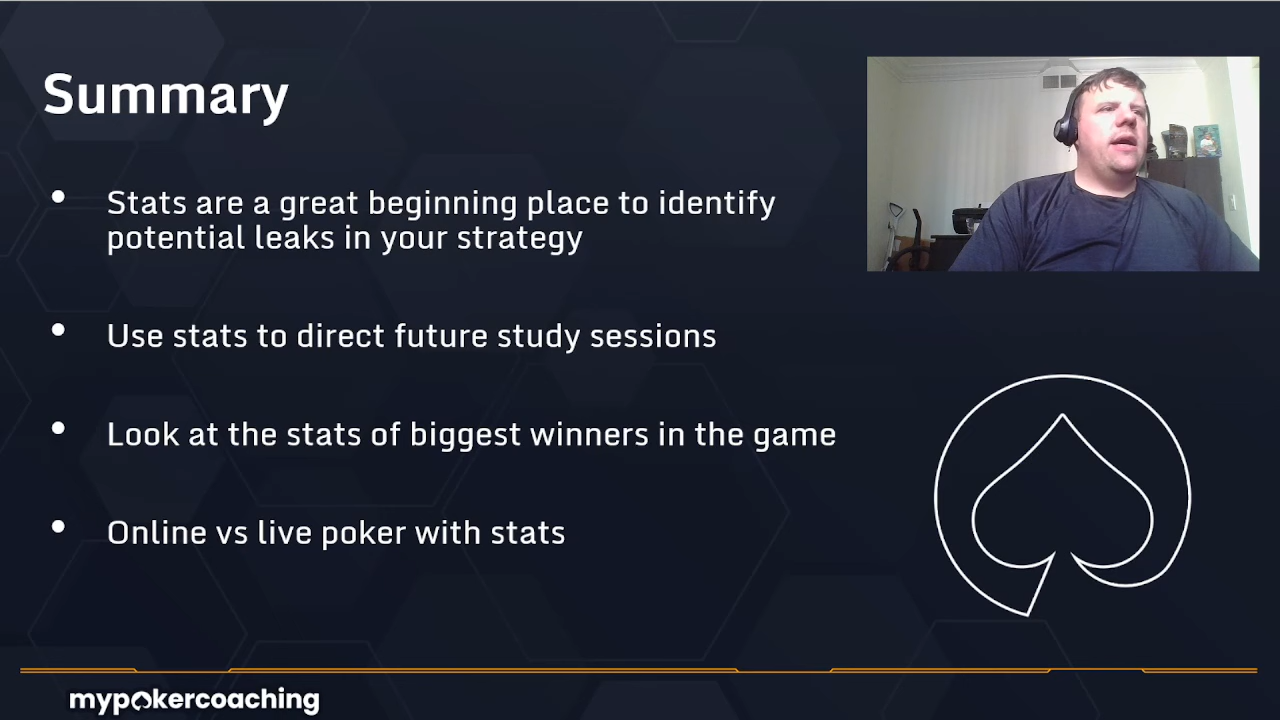 Summary
Stats are a great beginning place to identify
potential leaks in your strategy
Use stats to direct future study sessions
Look at the stats of biggest winners in the game
Online vs live poker with stats
mypokercoaching